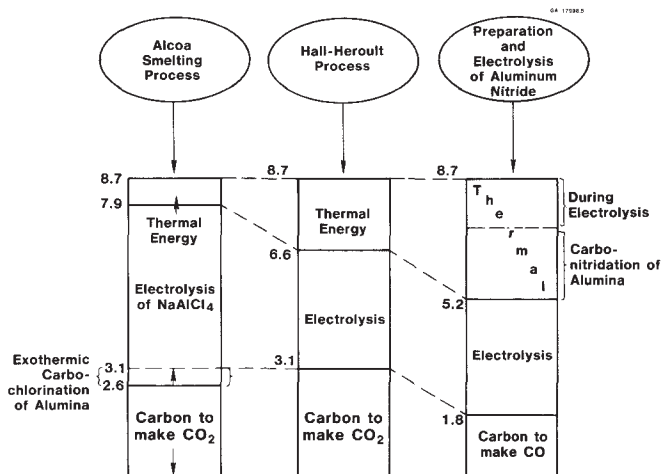 GA 17598.5
Alcoa
Smelting
Process
Hall-Heroult
Process
Preparation
and
Electrolysis
of Aluminum
Nitride
8.7
7.9
Thermal
Energy
Electrolysis
of NaAlCl4
Exothermic
Carbo-
chlorination
of Alumina
3.1
2.6
Carbon to
make CO2
8.7
Thermal
Energy
6.6
Electrolysis
3.1
Carbon to
make CO2
8.7
Thermal
During
Electrolysis
Carbo-
nitridation of
Alumina
5.2
Electrolysis
1.8
Carbon to
make CO